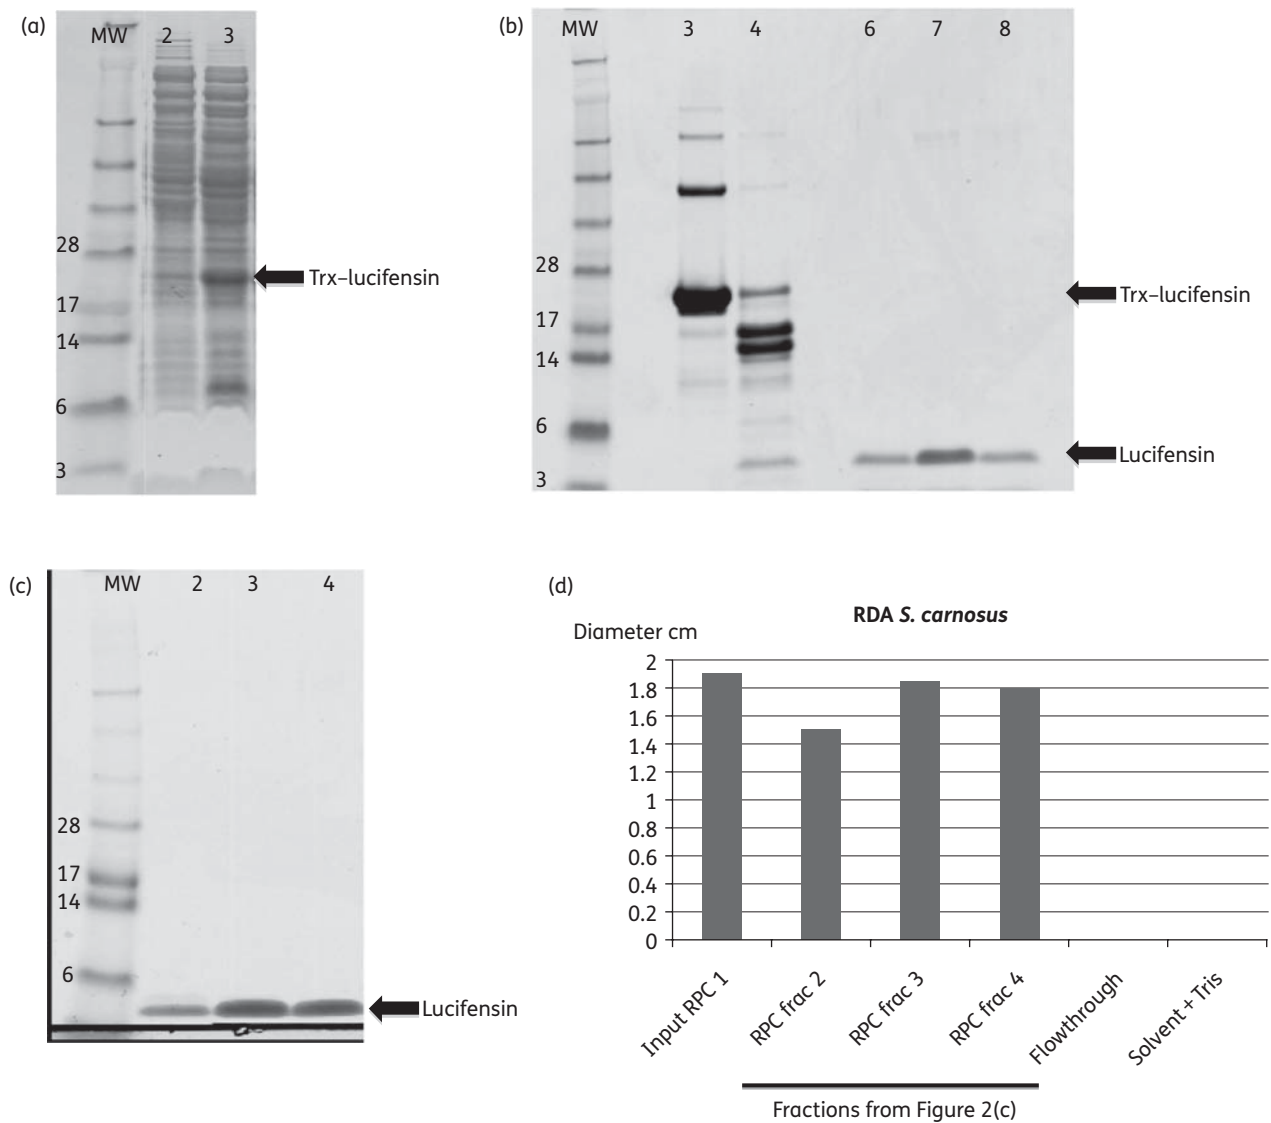 (a)
MW 2 3
28
17
14
6
3
Trx–lucifensin
(b)
MW 3 4 6 7 8
28
17
14
6
3
Trx–lucifensin
Lucifensin
(c)
MW 2 3 4
28
17
14
6
Lucifensin
(d)
RDA S. carnosus
Diameter cm
2
1.8
1.6
1.4
1.2
1
0.8
0.6
0.4
0.2
0
Input RPC 1
RPC frac 2
RPC frac 3
RPC frac 4
Flowthrough
Solvent + Tris
Fractions from Figure 2(c)